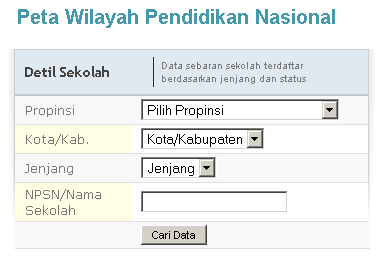 Peta Wilayah Pendidikan Nasional
Detil Sekolah
Data sebaran sekolah terdaftar
berdasarkan jenjang dan status
Propinsi
Pilih Propinsi
Kota/Kab.
Kota/Kabupaten
Jenjang
Jenjang
NPSN/Nama
Sekolah
Cari Data